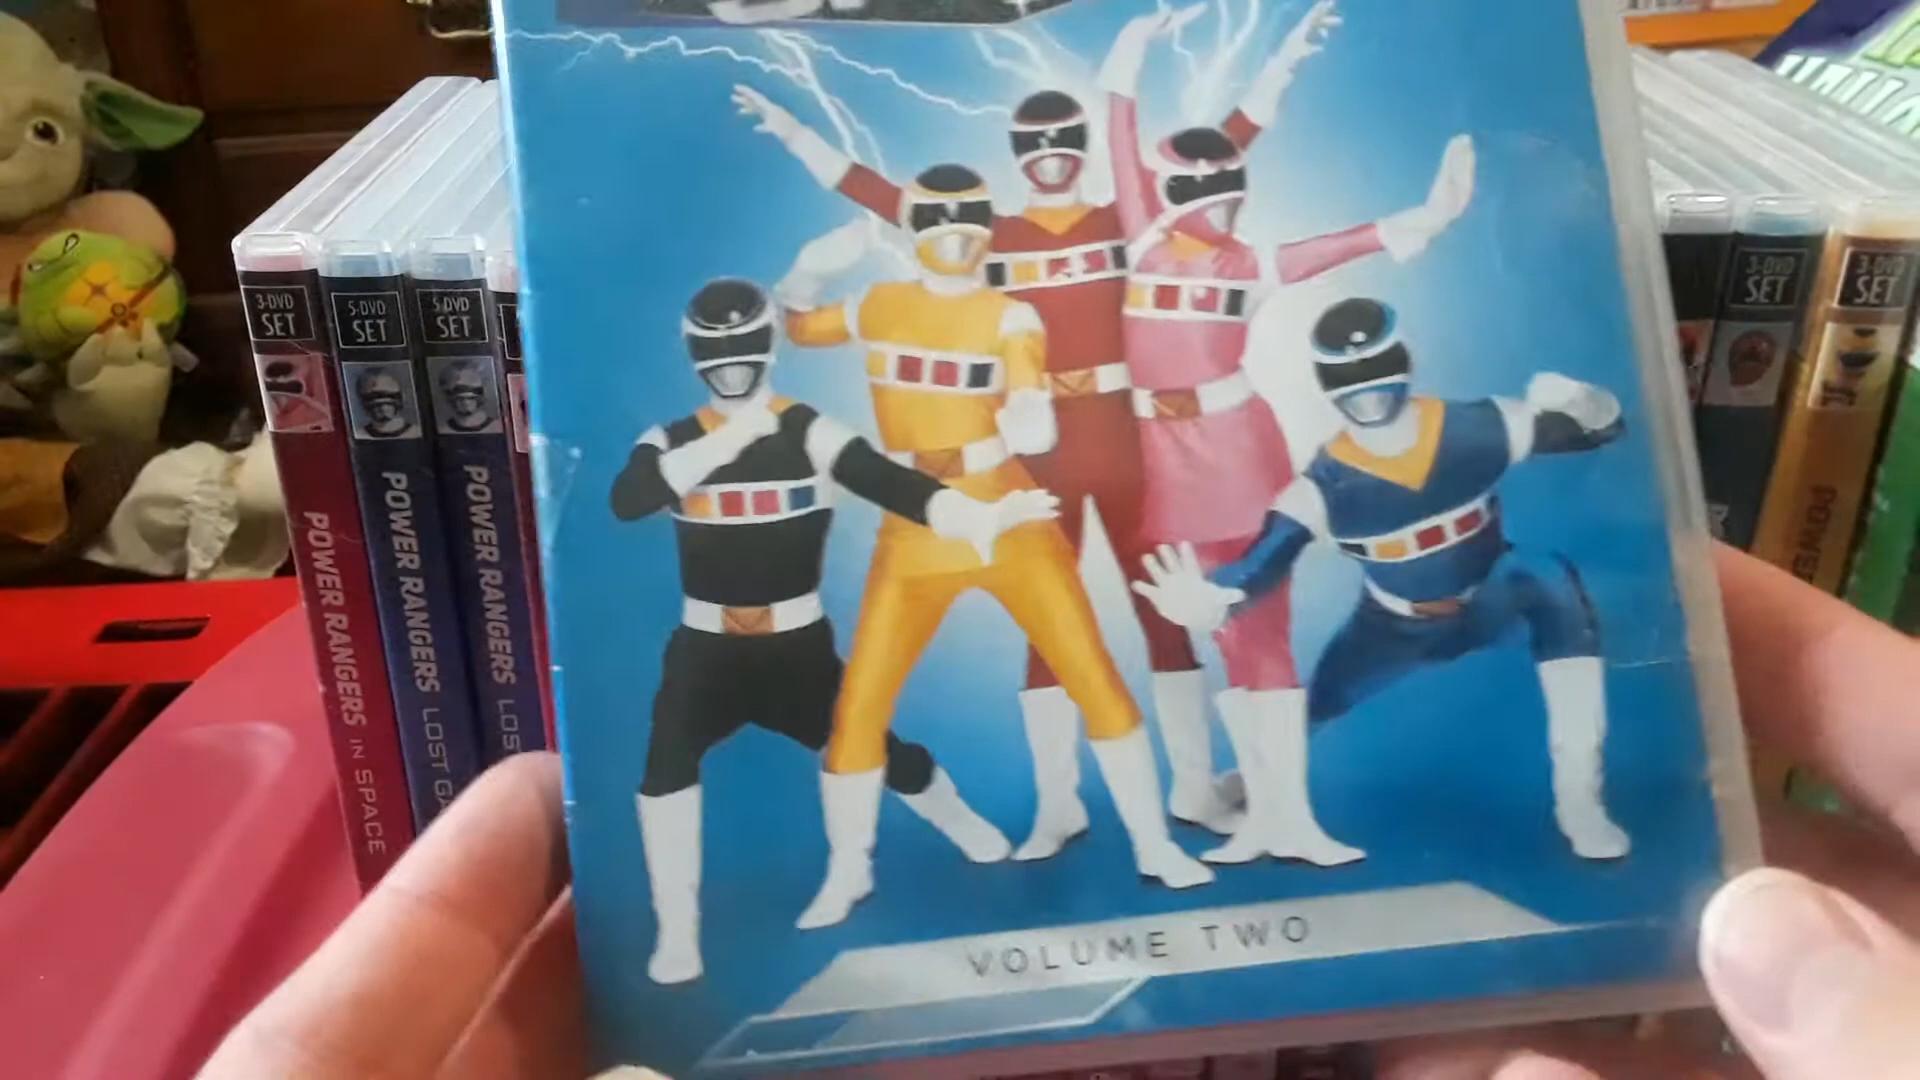 3-DVD
SET
POWER RANGERS IN SPACE
5-DVD
SET
POWER RANGERS LOST GA
5-DVD
SET
POWER RANGERS LOS
VOLUME TWO
3-DVD
SET
3-DVD
SET
POWER